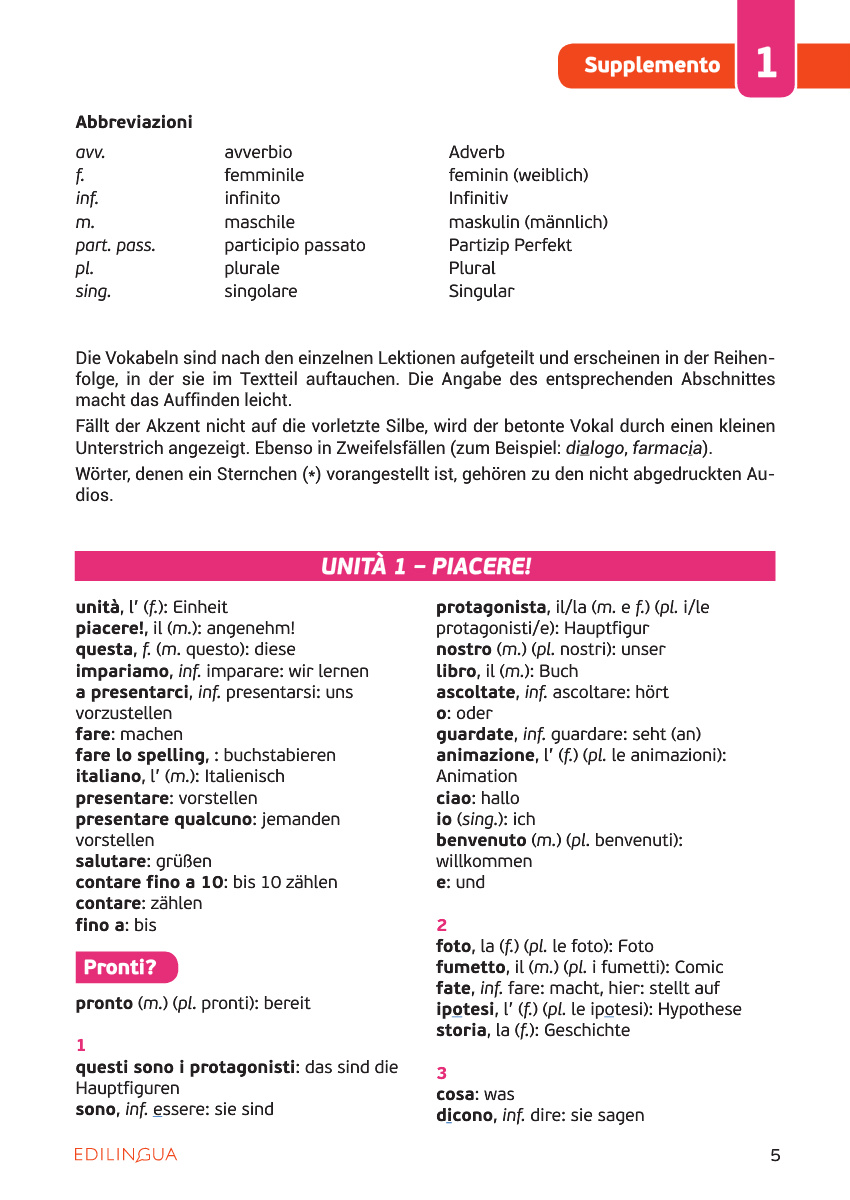 Supplemento 1
Abbreviazioni
avv. avverbio Adverb
f. femminile feminin (weiblich)
inf. infinito Infinitiv
m. maschile maskulin (männlich)
part. pass. participio passato Partizip Perfekt
pl. plurale Plural
sing. singolare Singular
Die Vokabeln sind nach den einzelnen Lektionen aufgeteilt und erscheinen in der Reihen-
folge, in der sie im Textteil auftauchen. Die Angabe des entsprechenden Abschnittes
macht das Auffinden leicht.
Fällt der Akzent nicht auf die vorletzte Silbe, wird der betonte Vokal durch einen kleinen
Unterstrich angezeigt. Ebenso in Zweifelsfällen (zum Beispiel: dialogo, farmacia).
Wörter, denen ein Sternchen (*) vorangestellt ist, gehören zu den nicht abgedruckten Au-
dios.
UNITÀ 1 – PIACERE!
unità, l’ (f.): Einheit
piacere!, il (m.): angenehm!
questa, f. (m. questo): diese
impariamo, inf. imparare: wir lernen
a presentarci, inf. presentarsi: uns
vorzustellen
fare: machen
fare lo spelling, : buchstabieren
italiano, l’ (m.): Italienisch
presentare: vorstellen
presentare qualcuno: jemanden
vorstellen
salutare: grüßen
contare fino a 10: bis 10 zählen
contare: zählen
fino a: bis
Pronti?
pronto (m.) (pl. pronti): bereit
1
questi sono i protagonisti: das sind die
Hauptfiguren
sono, inf. essere: sie sind
protagonista, il/la (m. e f.) (pl. i/le
protagonisti/e): Hauptfigur
nostro (m.) (pl. nostri): unser
libro, il (m.): Buch
ascoltate, inf. ascoltare: hört
o: oder
guardate, inf. guardare: seht (an)
animazione, l’ (f.) (pl. le animazioni):
Animation
ciao: hallo
io (sing.): ich
benvenuto (m.) (pl. benvenuti):
willkommen
e: und
2
foto, la (f.) (pl. le foto): Foto
fumetto, il (m.) (pl. i fumetti): Comic
fate, inf. fare: macht, hier: stellt auf
ipotesi, l’ (f.) (pl. le ipotesi): Hypothese
storia, la (f.): Geschichte
3
cosa: was
dicono, inf. dire: sie sagen
EDILINGUA
5